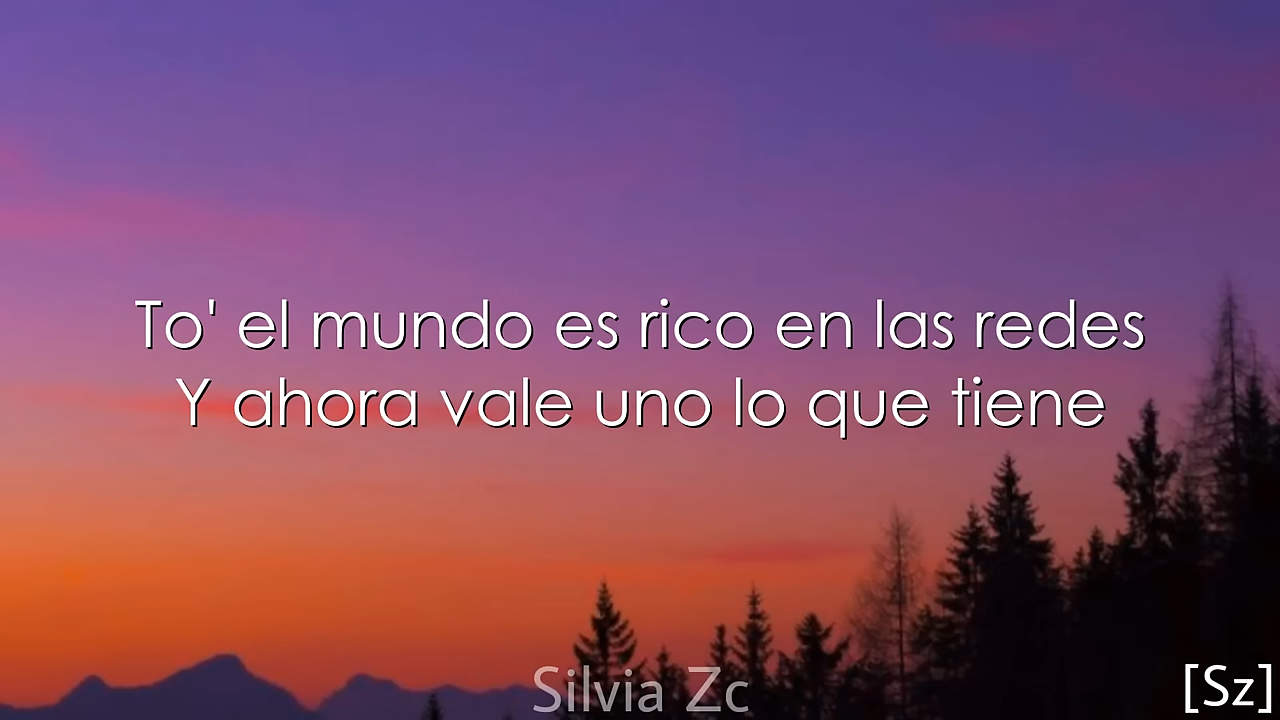 To' el mundo es rico en las redes
Y ahora vale uno lo que tiene
Silvia Zc
[Sz]